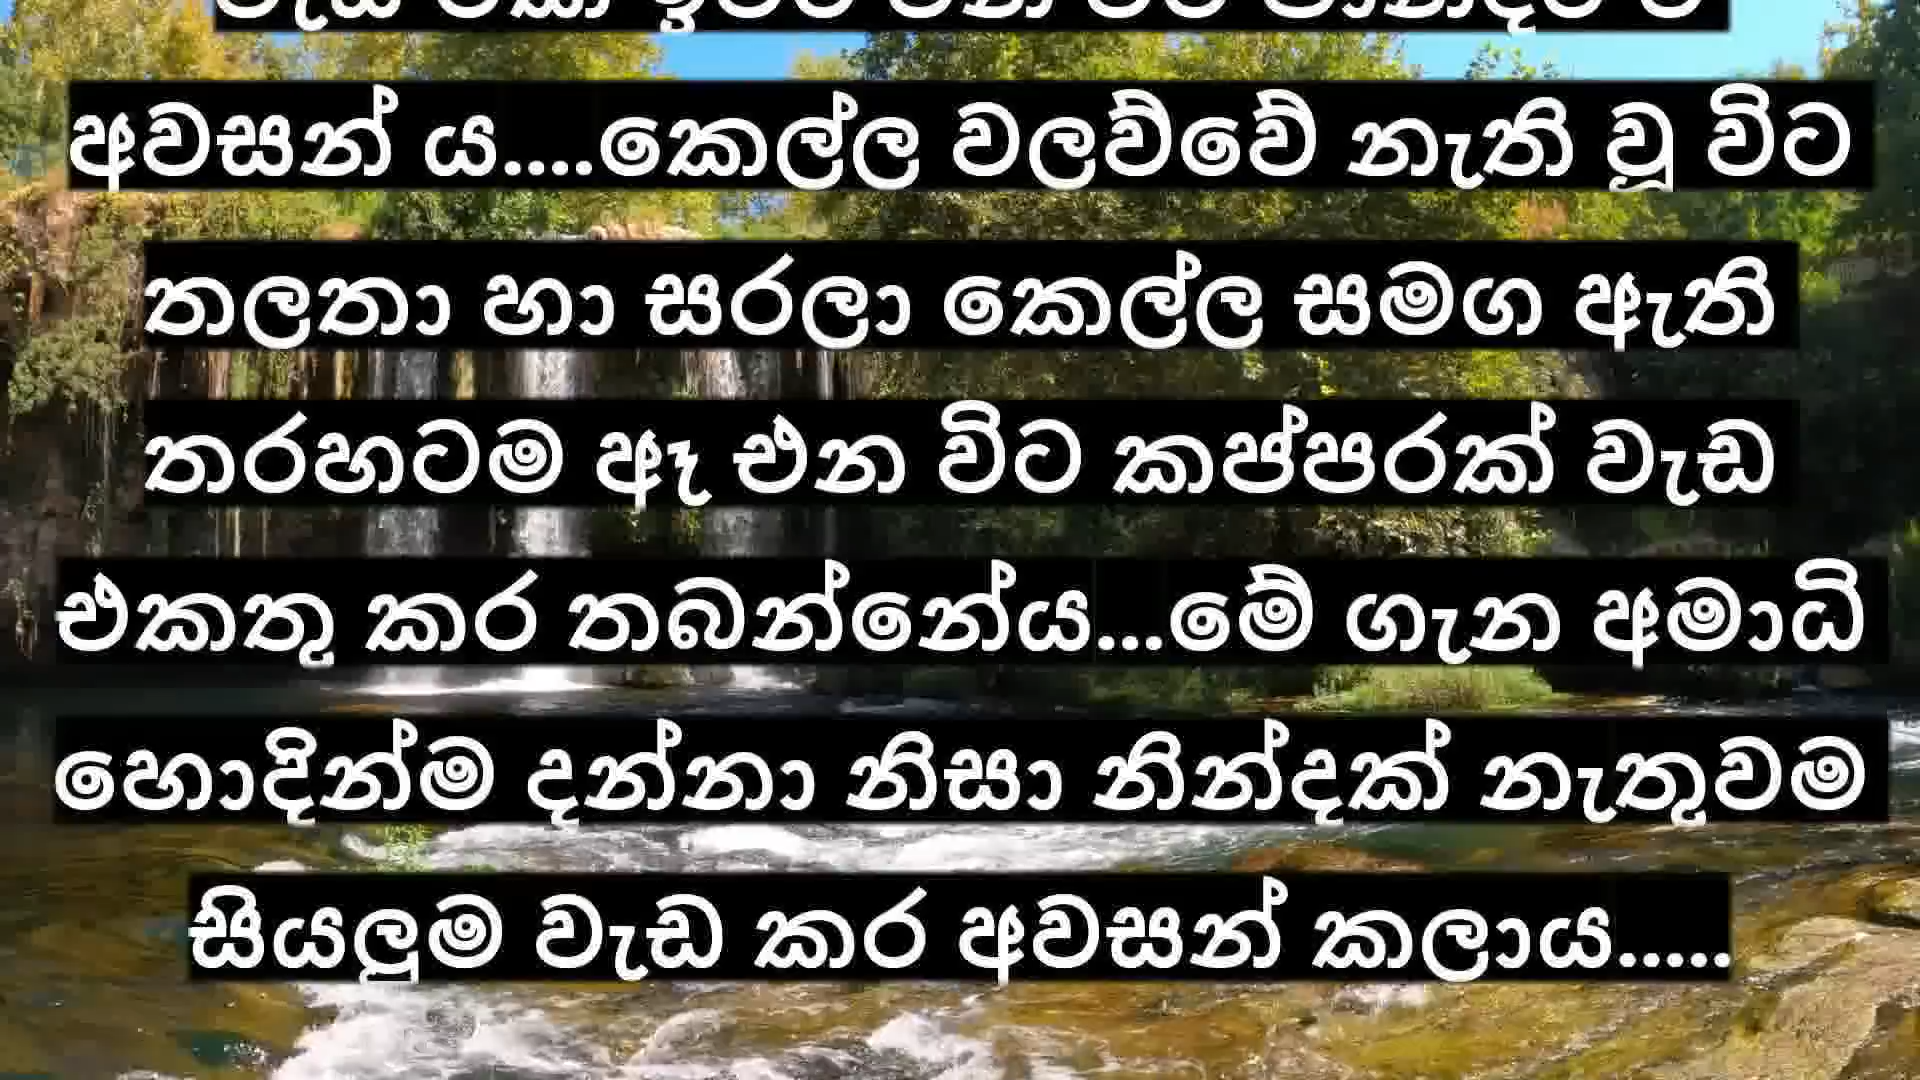 අවසන් ය....කෙල්ල වලව්වේ නැති වූ විට
තලතා හා සරලා කෙල්ල සමග ඇති
තරහටම ඈ එන විට කප්පරක් වැඩ
එකතු කර තබන්නේය...මේ ගැන අමාධි
හොදින්ම දන්නා නිසා නින්දක් නැතුවම
සියලුම වැඩ කර අවසන් කලාය.....